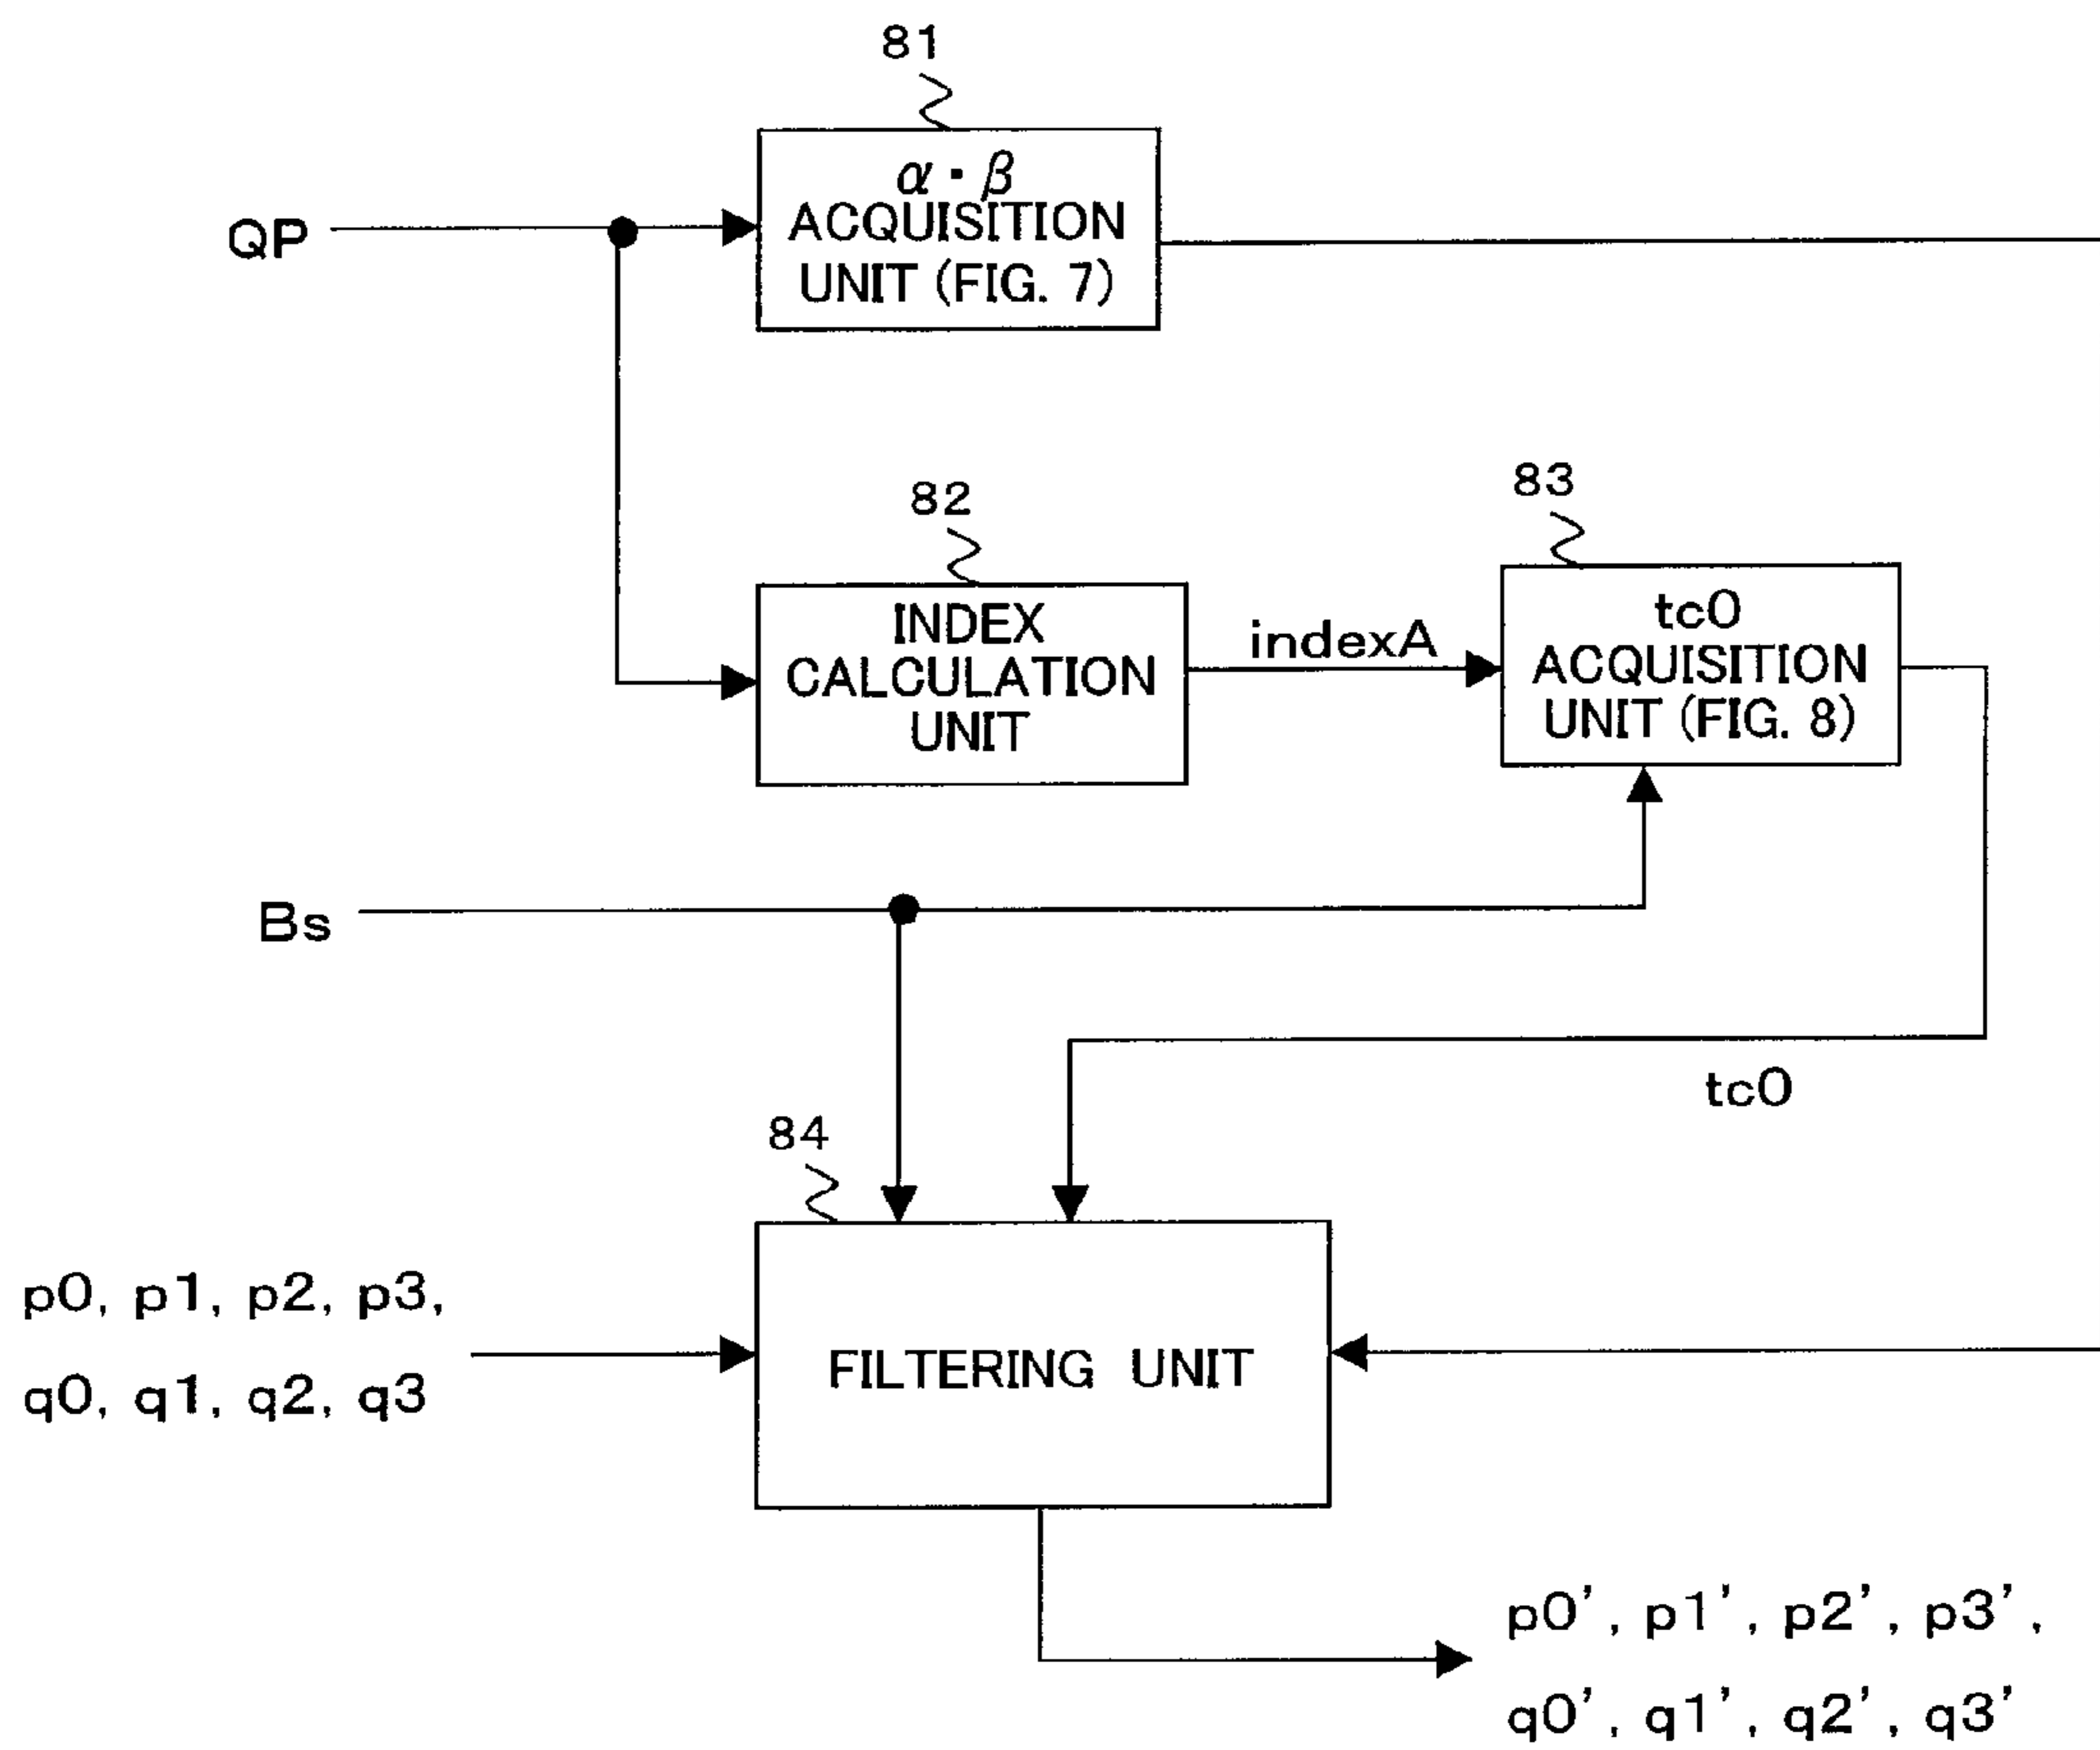 81
α・β
ACQUISITION
UNIT (FIG. 7)
QP
82
INDEX
CALCULATION
UNIT
indexA
83
tc0
ACQUISITION
UNIT (FIG. 8)
Bs
tc0
84
p0, p1, p2, p3,
q0, q1, q2, q3
FILTERING UNIT
p0’, p1’, p2’, p3’,
q0’, q1’, q2’, q3’